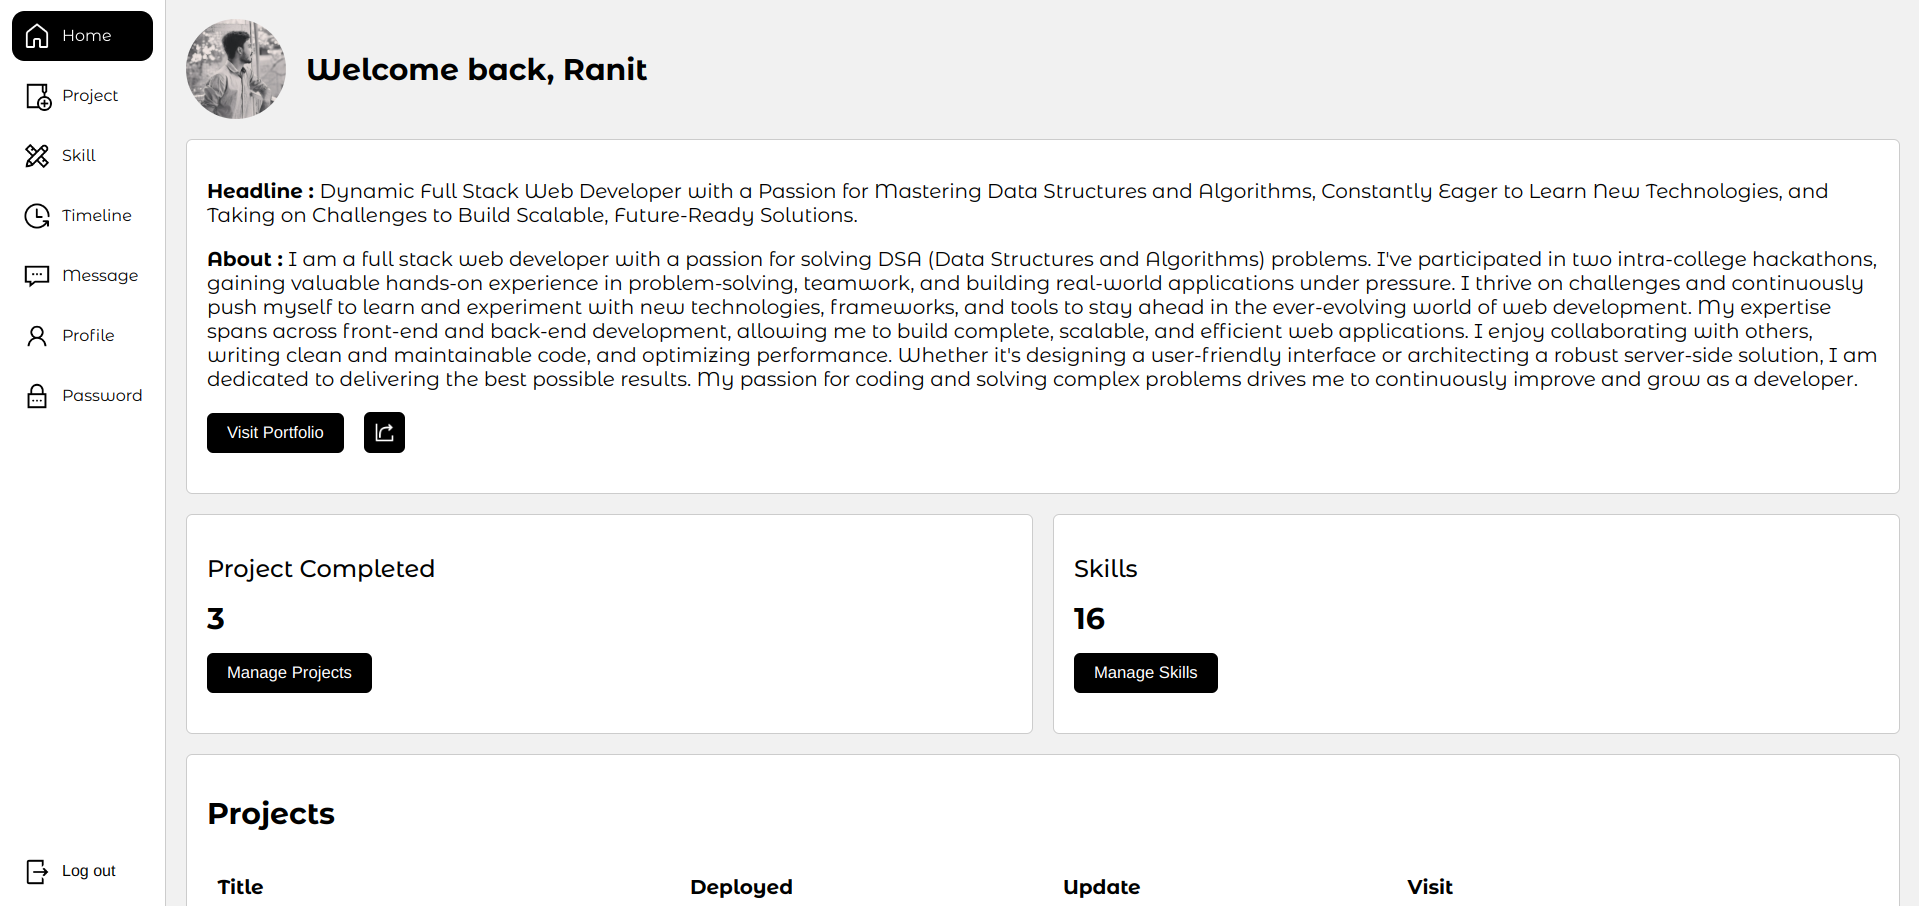 Home
Project
Skill
Timeline
Message
Profile
Password
Log out
Welcome back, Ranit
Headline : Dynamic Full Stack Web Developer with a Passion for Mastering Data Structures and Algorithms, Constantly Eager to Learn New Technologies, and
Taking on Challenges to Build Scalable, Future-Ready Solutions.
About : I am a full stack web developer with a passion for solving DSA (Data Structures and Algorithms) problems. I've participated in two intra-college hackathons,
gaining valuable hands-on experience in problem-solving, teamwork, and building real-world applications under pressure. I thrive on challenges and continuously
push myself to learn and experiment with new technologies, frameworks, and tools to stay ahead in the ever-evolving world of web development. My expertise
spans across front-end and back-end development, allowing me to build complete, scalable, and efficient web applications. I enjoy collaborating with others,
writing clean and maintainable code, and optimizing performance. Whether it's designing a user-friendly interface or architecting a robust server-side solution, I am
dedicated to delivering the best possible results. My passion for coding and solving complex problems drives me to continuously improve and grow as a developer.
Visit Portfolio
Project Completed
3
Manage Projects
Skills
16
Manage Skills
Projects
Title Deployed Update Visit